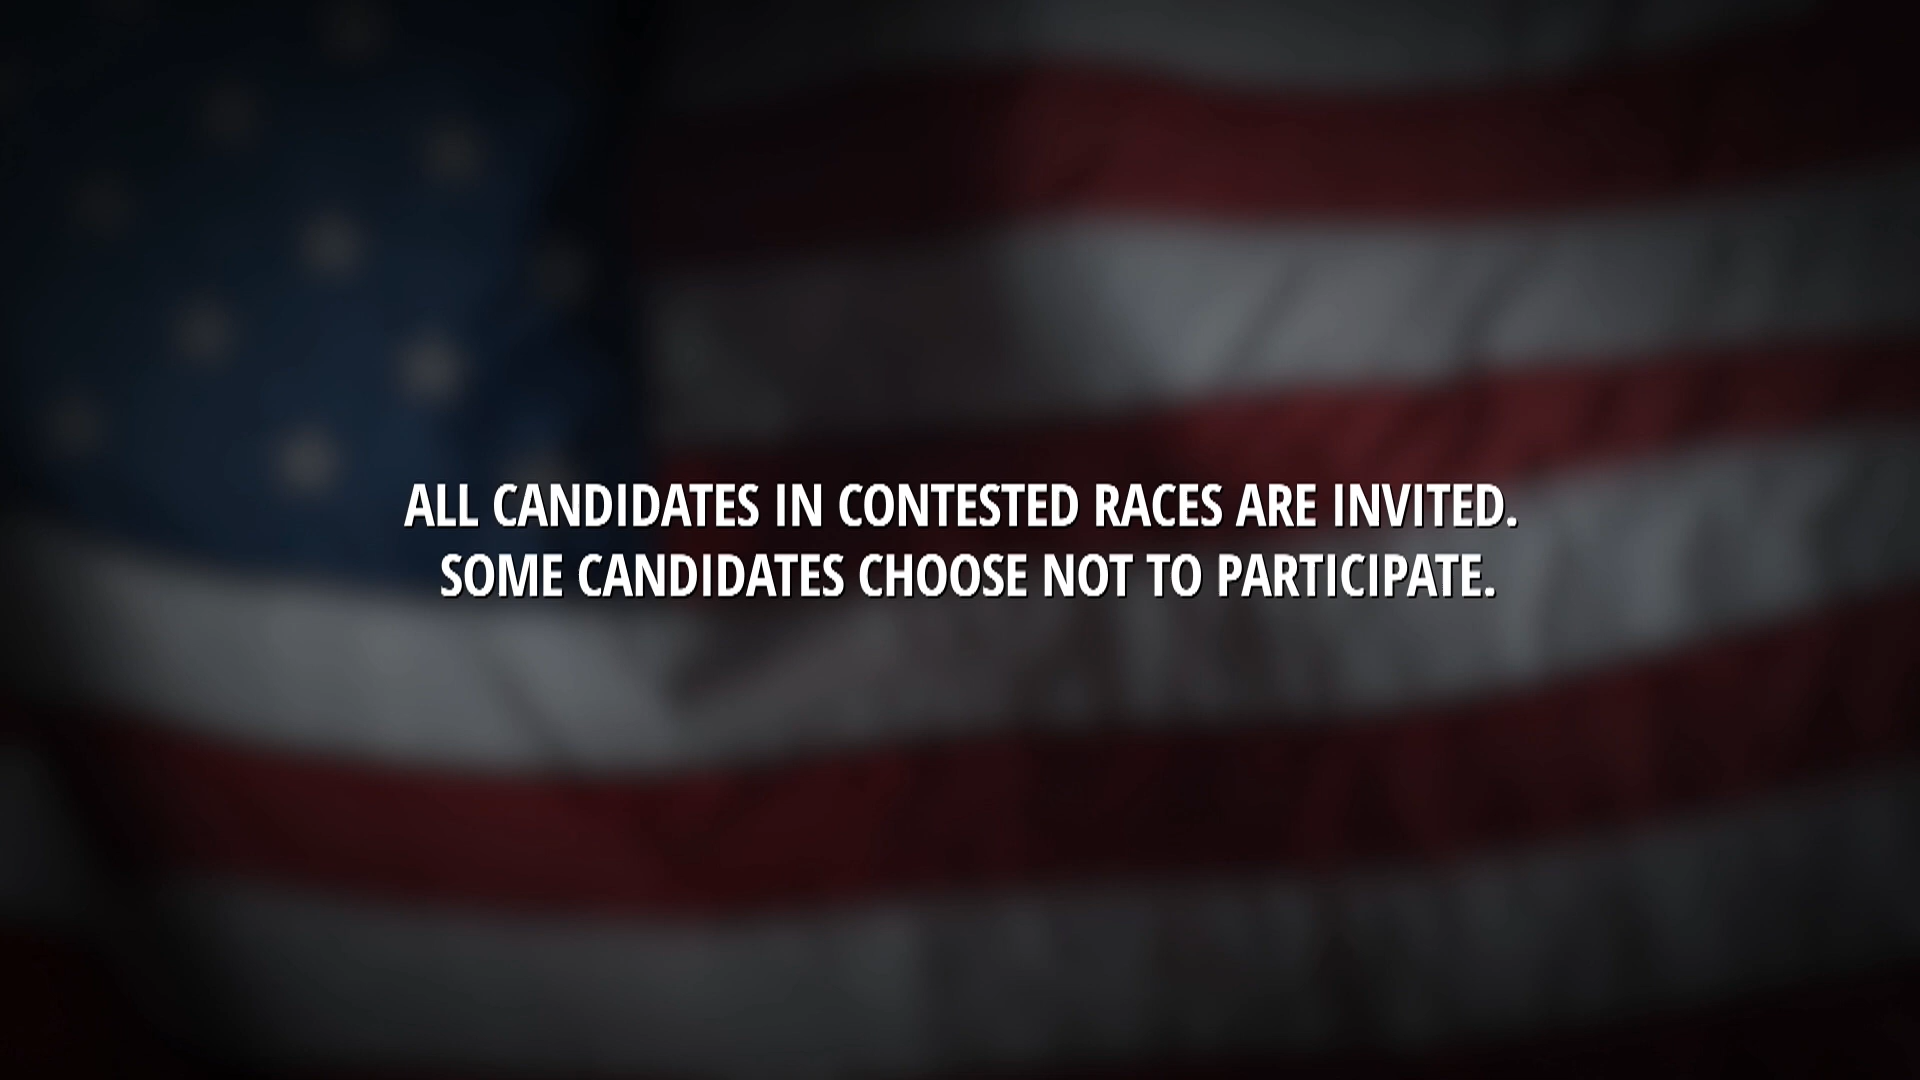 ALL CANDIDATES IN CONTESTED RACES ARE INVITED.
SOME CANDIDATES CHOOSE NOT TO PARTICIPATE.